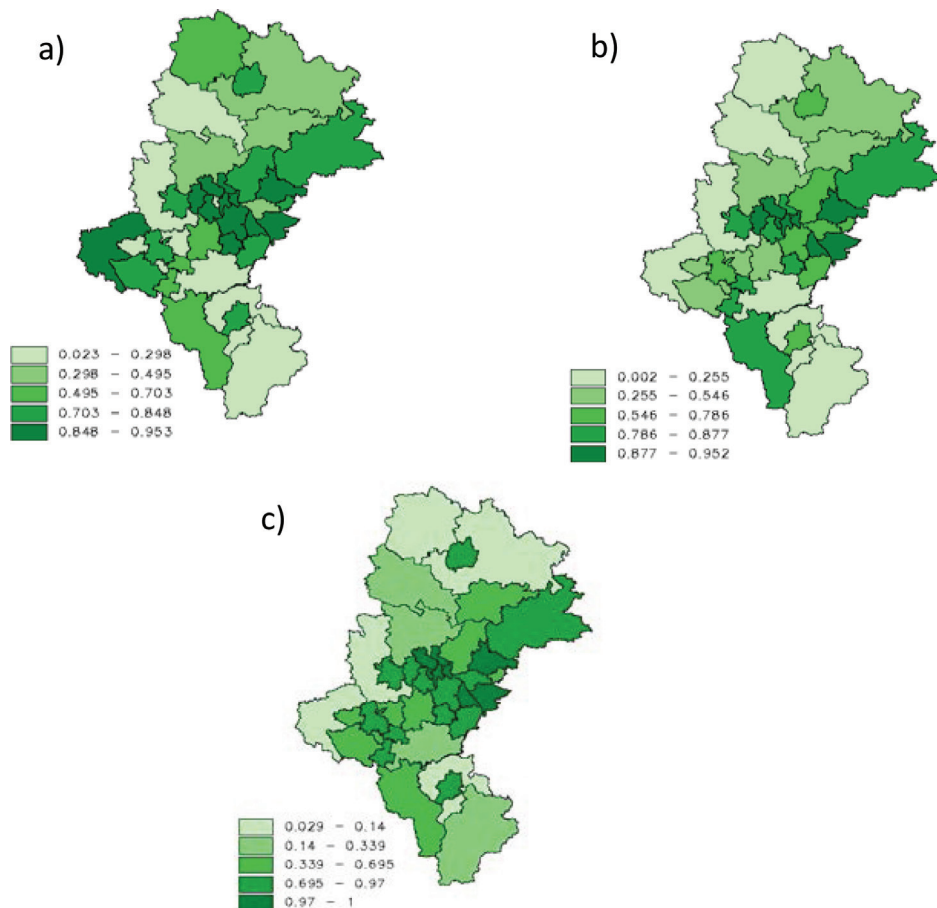 a)
0.023 – 0.298
0.298 – 0.495
0.495 – 0.703
0.703 – 0.848
0.848 – 0.953
b)
0.002 – 0.255
0.255 – 0.546
0.546 – 0.786
0.786 – 0.877
0.877 – 0.952
c)
0.029 – 0.14
0.14 – 0.339
0.339 – 0.695
0.695 – 0.97
0.97 – 1